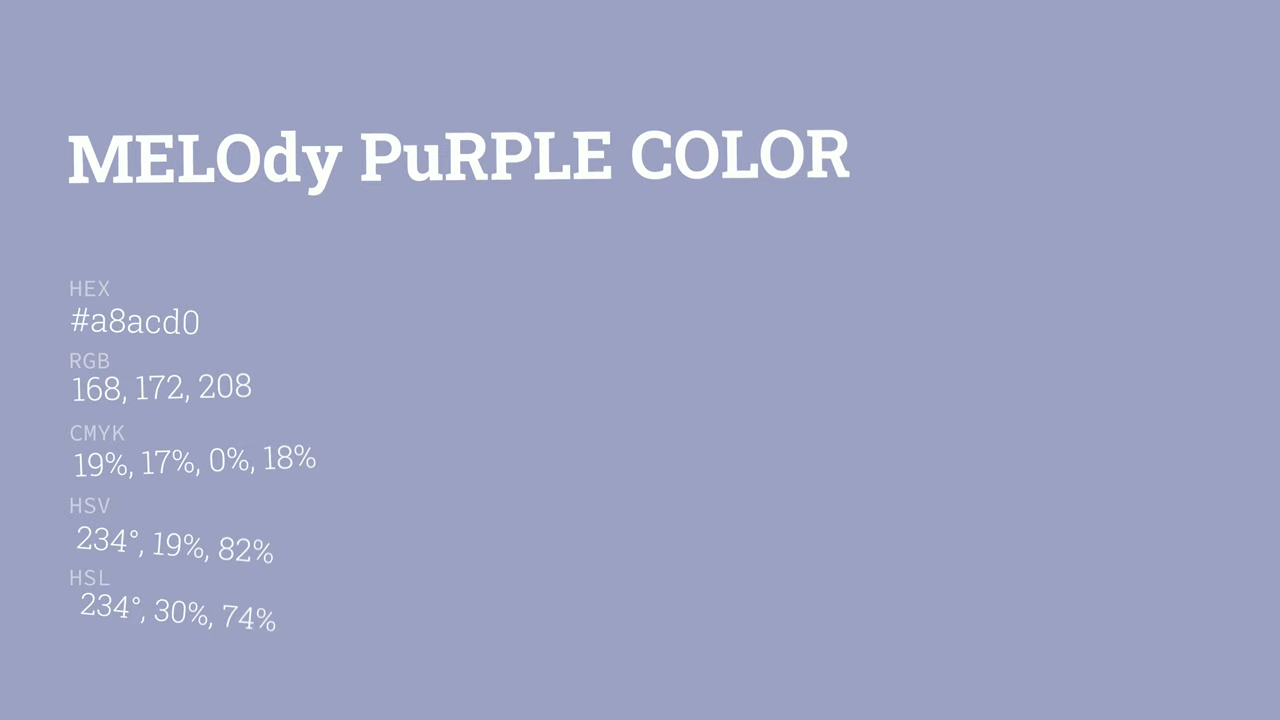 MELOdy PuRPLE COLOR
HEX
#a8acd0
RGB
168, 172, 208
CMYK
19%, 17%, 0%, 18%
HSV
234°, 19%, 82%
HSL
234°, 30%, 74%